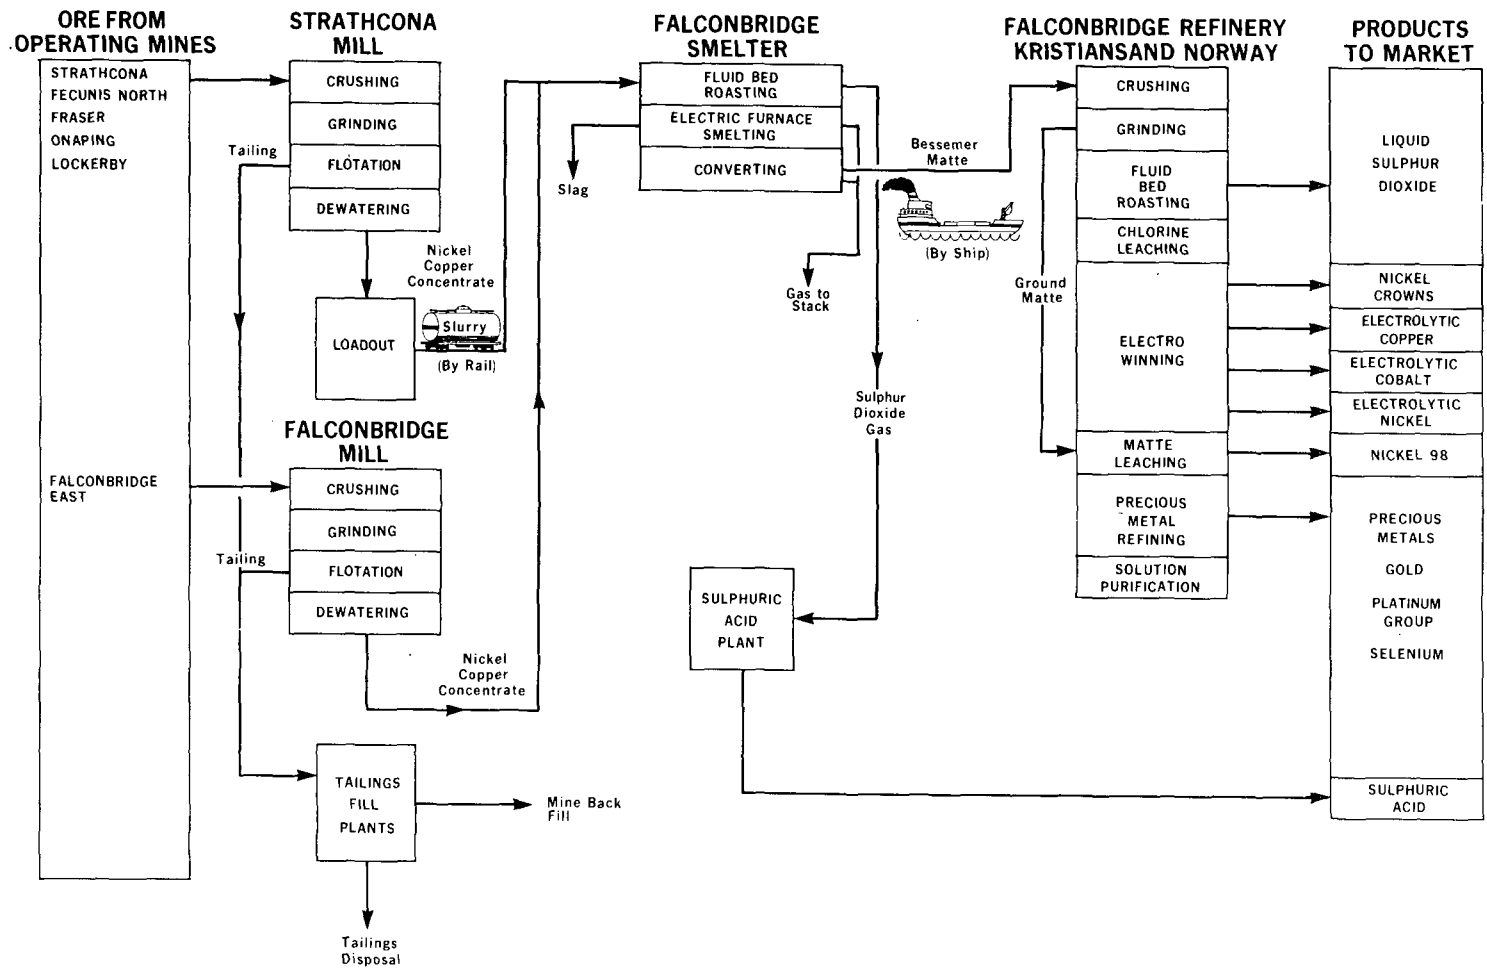 ORE FROM
OPERATING MINES
STRATHCONA
FECUNIS NORTH
FRASER
ONAPING
LOCKERBY
FALCONBRIDGE
EAST
STRATHCONA
MILL
CRUSHING
GRINDING
FLOTATION
DEWATERING
Tailing
LOADOUT
Nickel
Copper
Concentrate
Slurry
(By Rail)
FALCONBRIDGE
MILL
CRUSHING
GRINDING
FLOTATION
DEWATERING
Tailing
Nickel
Copper
Concentrate
TAILINGS
FILL
PLANTS
Mine Back
Fill
Tailings
Disposal
FALCONBRIDGE
SMELTER
FLUID BED
ROASTING
ELECTRIC FURNACE
SMELTING
CONVERTING
Slag
Bessemer
Matte
(By Ship)
Gas to
Stack
Sulphur
Dioxide
Gas
SULPHURIC
ACID
PLANT
FALCONBRIDGE REFINERY
KRISTIANSAND NORWAY
CRUSHING
GRINDING
FLUID
BED
ROASTING
CHLORINE
LEACHING
Ground
Matte
ELECTRO
WINNING
MATTE
LEACHING
PRECIOUS
METAL
REFINING
SOLUTION
PURIFICATION
PRODUCTS
TO MARKET
LIQUID
SULPHUR
DIOXIDE
NICKEL
CROWNS
ELECTROLYTIC
COPPER
ELECTROLYTIC
COBALT
ELECTROLYTIC
NICKEL
NICKEL 98
PRECIOUS
METALS
GOLD
PLATINUM
GROUP
SELENIUM
SULPHURIC
ACID